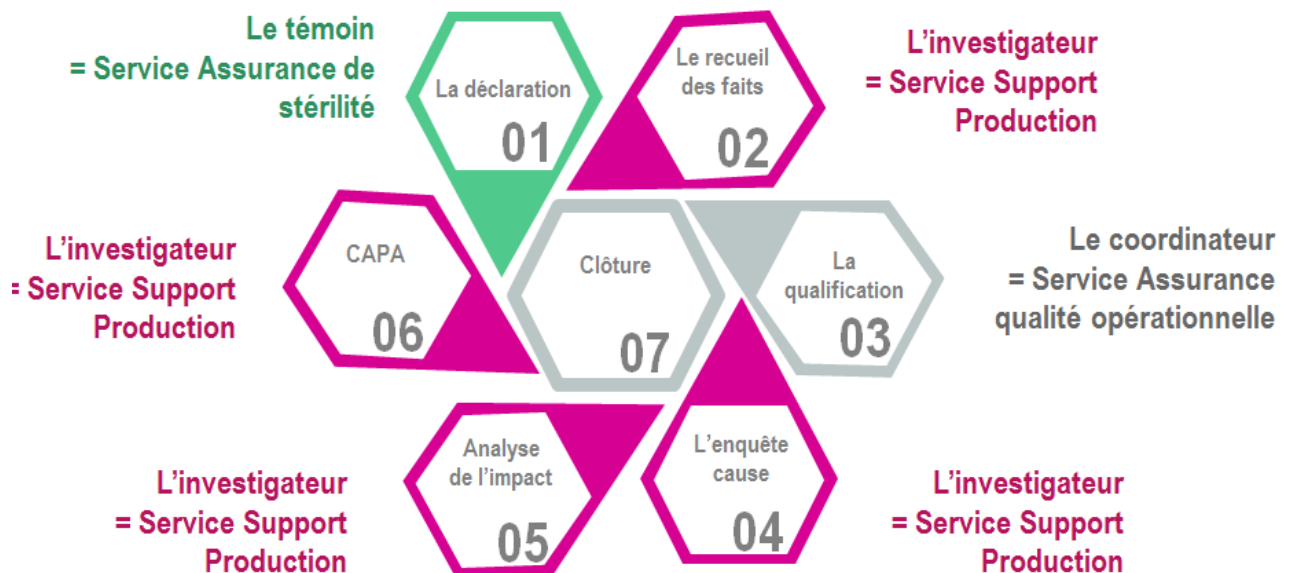 Le témoin
= Service Assurance de
stérilité
La déclaration
01
Le recueil
des faits
02
L'investigateur
= Service Support
Production
La
qualification
03
Le coordinateur
= Service Assurance
qualité opérationnelle
L'enquête
cause
04
L'investigateur
= Service Support
Production
Analyse
de l'impact
05
L'investigateur
= Service Support
Production
CAPA
06
L'investigateur
= Service Support
Production
Clôture
07